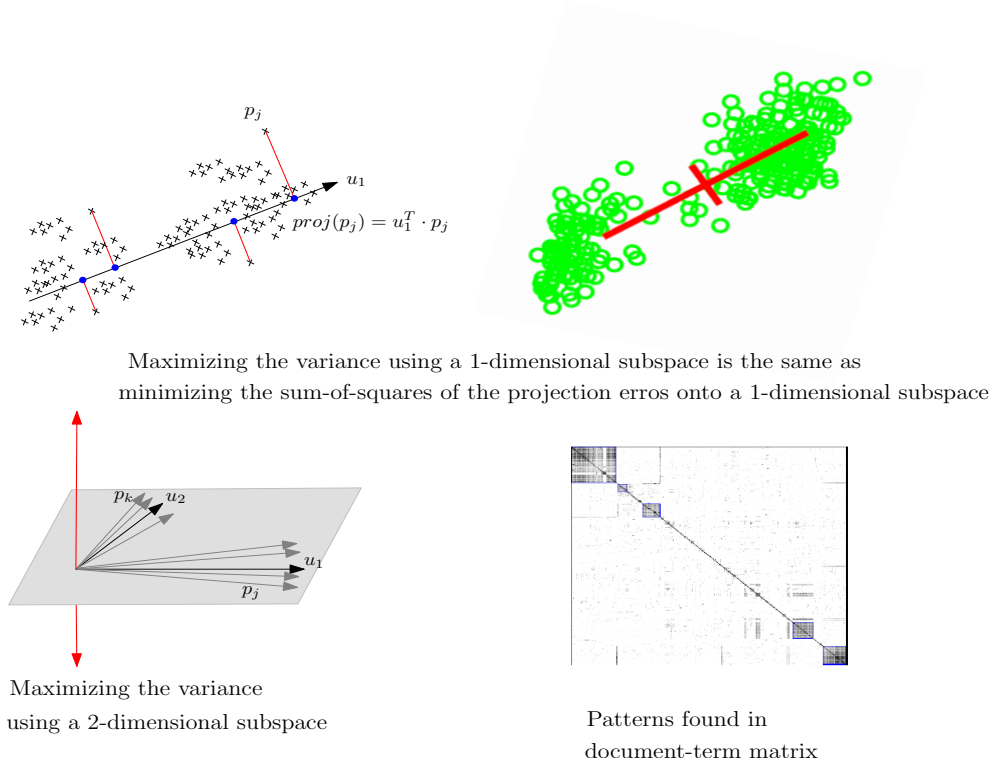 p_j
u_1
proj(p_j) = u_1^T · p_j
Maximizing the variance using a 1-dimensional subspace is the same as
minimizing the sum-of-squares of the projection erros onto a 1-dimensional subspace
p_k
u_2
u_1
p_j
Maximizing the variance
using a 2-dimensional subspace
Patterns found in
document-term matrix